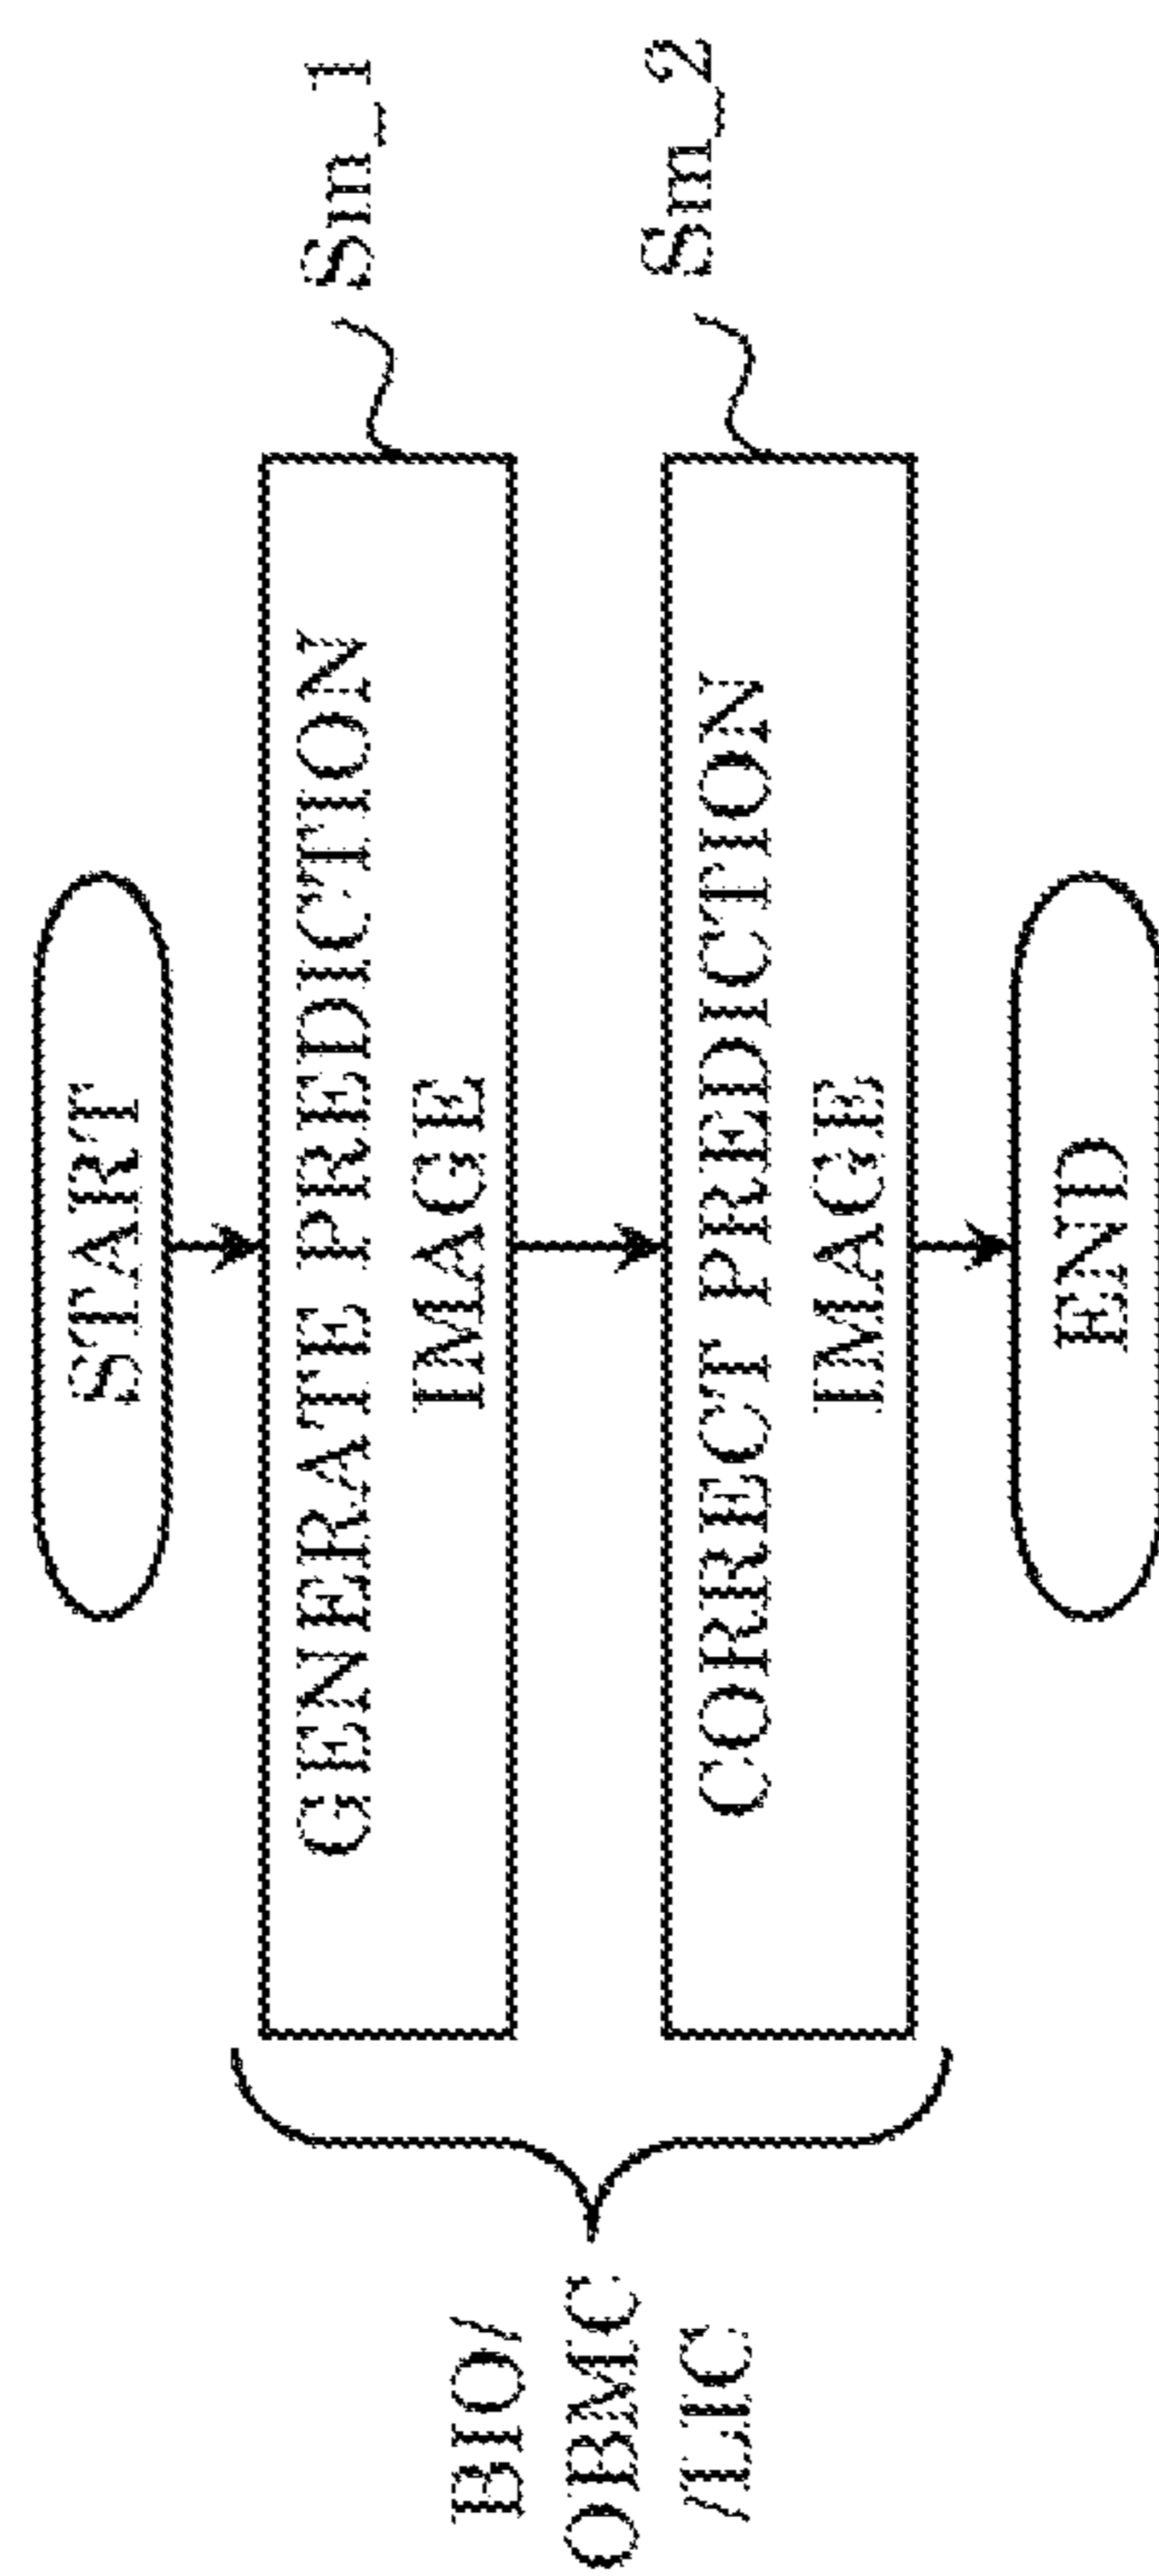 START
GENERATE PREDICTION
IMAGE
Sm_1
BIO/
OBMC
/LIC
CORRECT PREDICTION
IMAGE
Sm_2
END